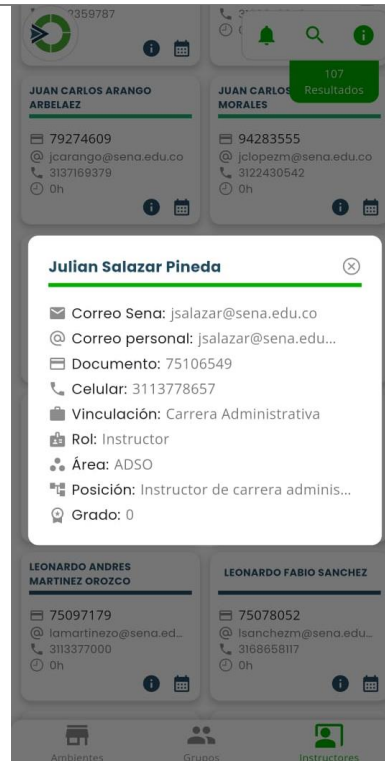 2359787
107
Resultados
JUAN CARLOS ARANGO
ARBELAEZ
79274609
jcarango@sena.edu.co
3137169379
0h
JUAN CARLOS
MORALES
94283555
jclopezm@sena.edu.co
3122430542
0h
Julian Salazar Pineda
Correo Sena: jsalazar@sena.edu.co
Correo personal: jsalazar@sena.edu...
Documento: 75106549
Celular: 3113778657
Vinculación: Carrera Administrativa
Rol: Instructor
Área: ADSO
Posición: Instructor de carrera adminis...
Grado: 0
LEONARDO ANDRES
MARTINEZ OROZCO
75097179
lamartinezo@sena.ed...
3113377000
0h
LEONARDO FABIO SANCHEZ
75078052
lsanchezm@sena.edu...
3168658117
0h
Ambientes
Grupos
Instructores